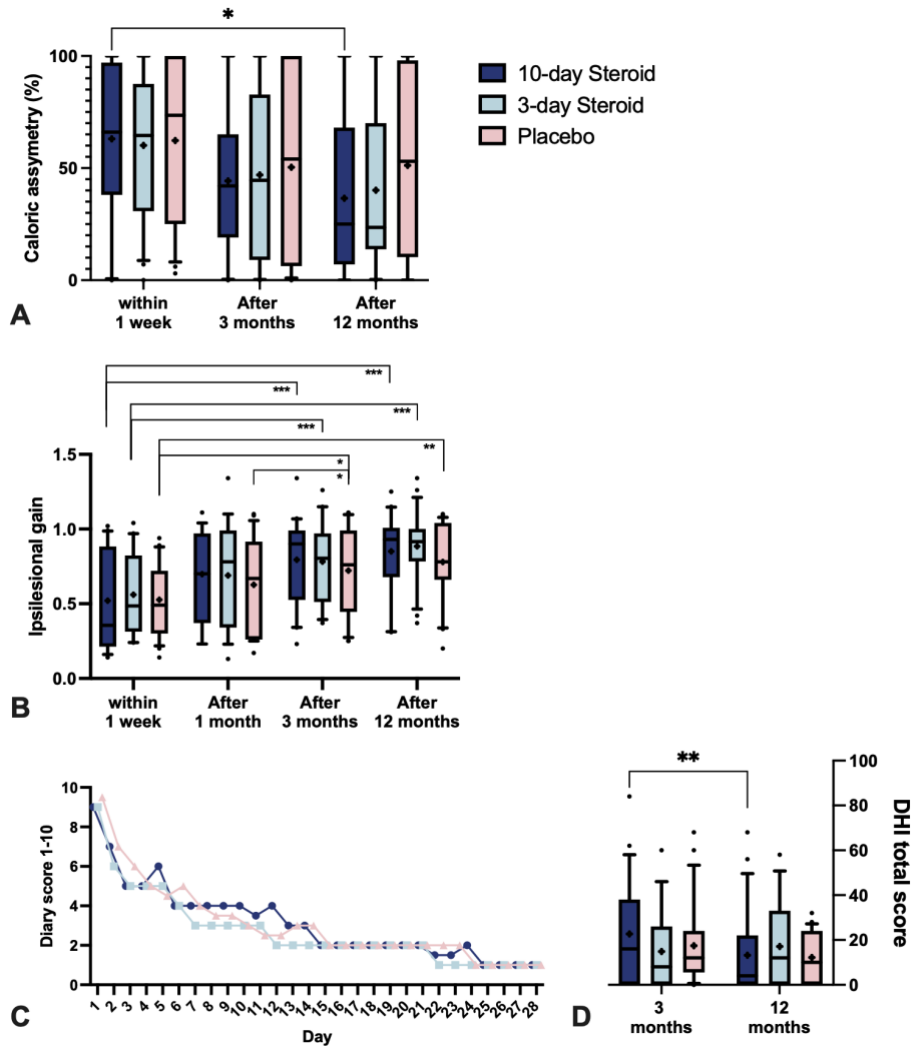 *
100
50
0
Caloric assymetry (%)
within
1 week
After
3 months
After
12 months
10-day Steroid
3-day Steroid
Placebo
A
***
***
***
***
**
*
*
1.5
1.0
0.5
0.0
Ipsilesional gain
within
1 week
After
1 month
After
3 months
After
12 months
B
10
8
6
4
2
0
Diary score 1-10
1 2 3 4 5 6 7 8 9 10 11 12 13 14 15 16 17 18 19 20 21 22 23 24 25 26 27 28
Day
C
**
100
80
60
40
20
0
DHI total score
3
months
12
months
D